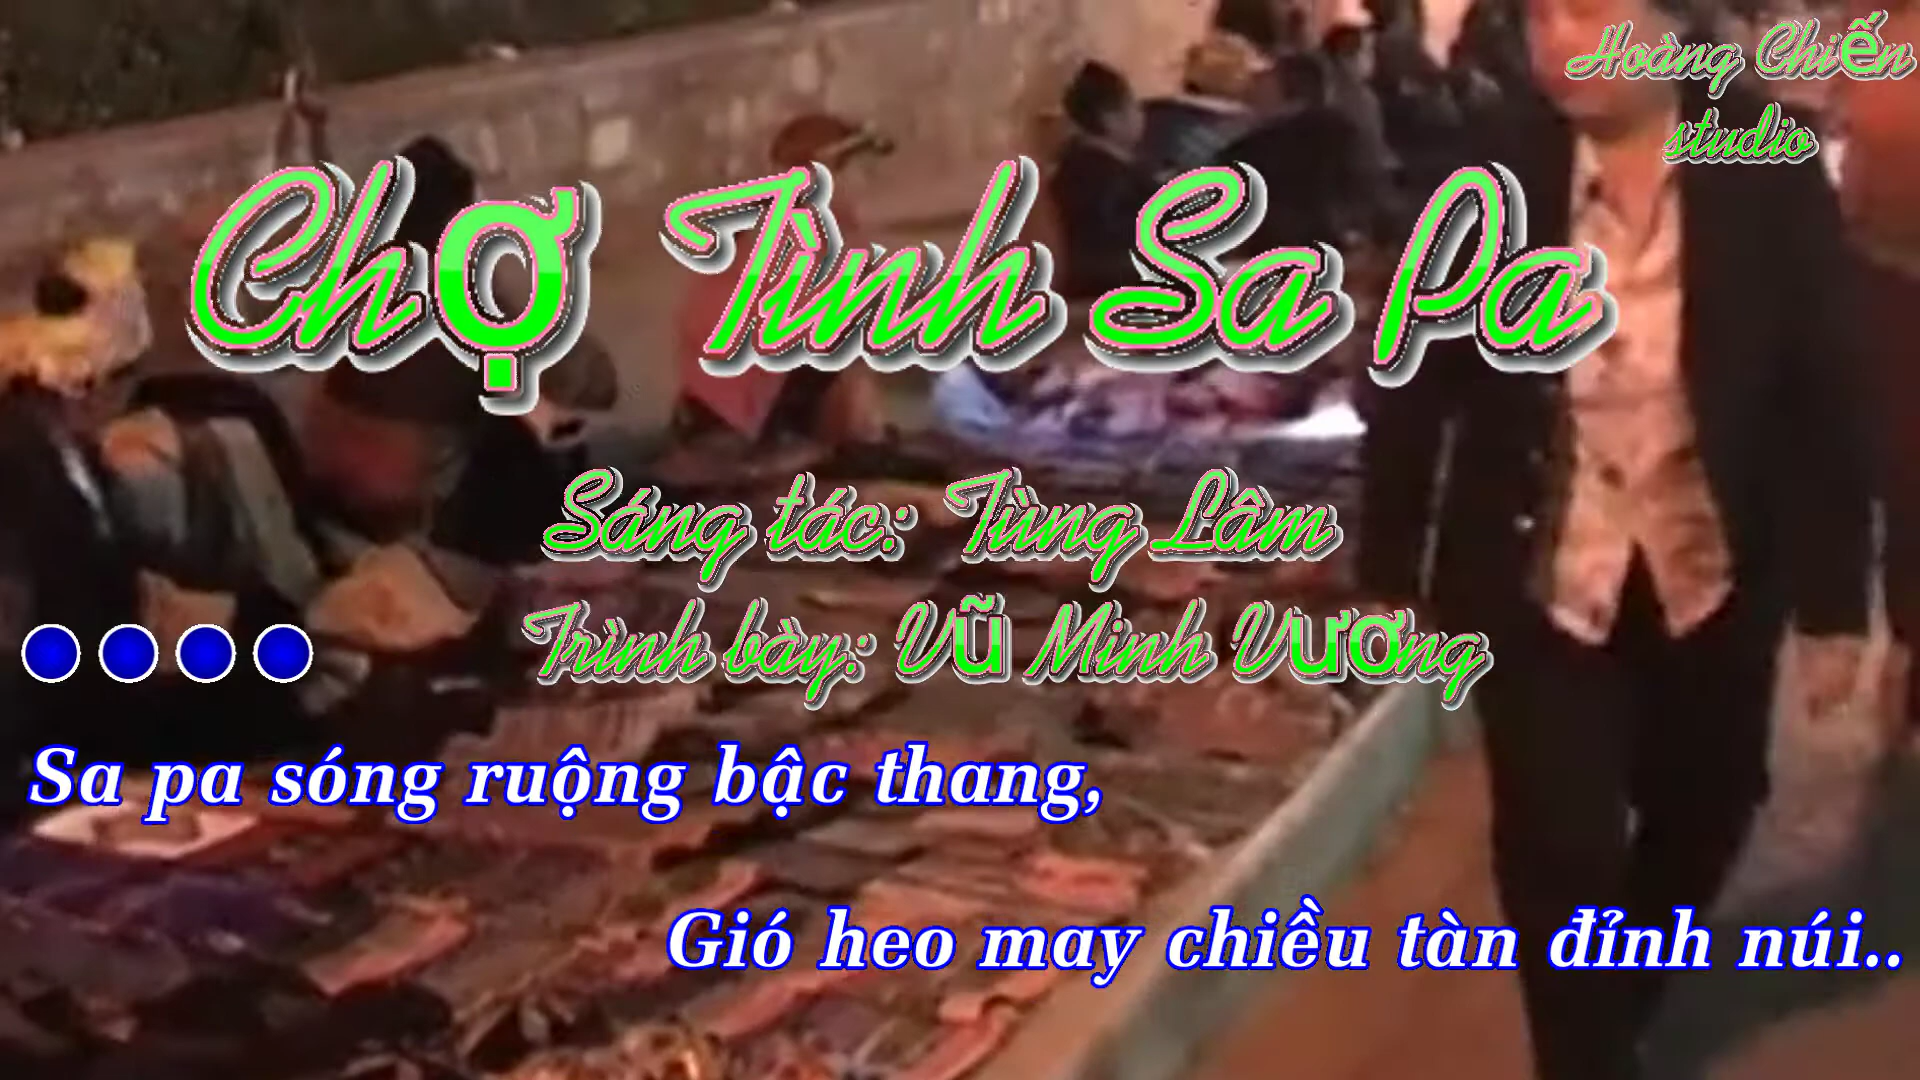 Hoàng Chiến
studio
Chợ Tình Sa Pa
Sáng tác: Tùng Lâm
Trình bày: Vũ Minh Vương
Sa pa sóng ruộng bậc thang,
Gió heo may chiều tàn đỉnh núi..